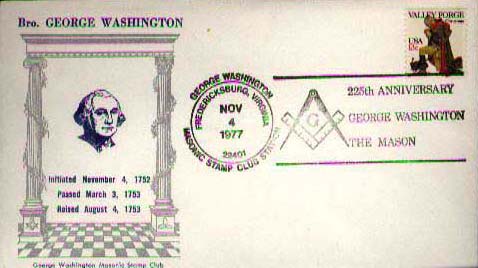 Bro. GEORGE WASHINGTON
Initiated November 4, 1752
Passed March 3, 1753
Raised August 4, 1753
George Washington Masonic Stamp Club
GEORGE WASHINGTON
FREDERICKSBURG, VIRGINIA
NOV
4
1977
22401
MASONIC STAMP CLUB STATION
G
VALLEY FORGE
USA
13c
225th ANNIVERSARY
GEORGE WASHINGTON
THE MASON